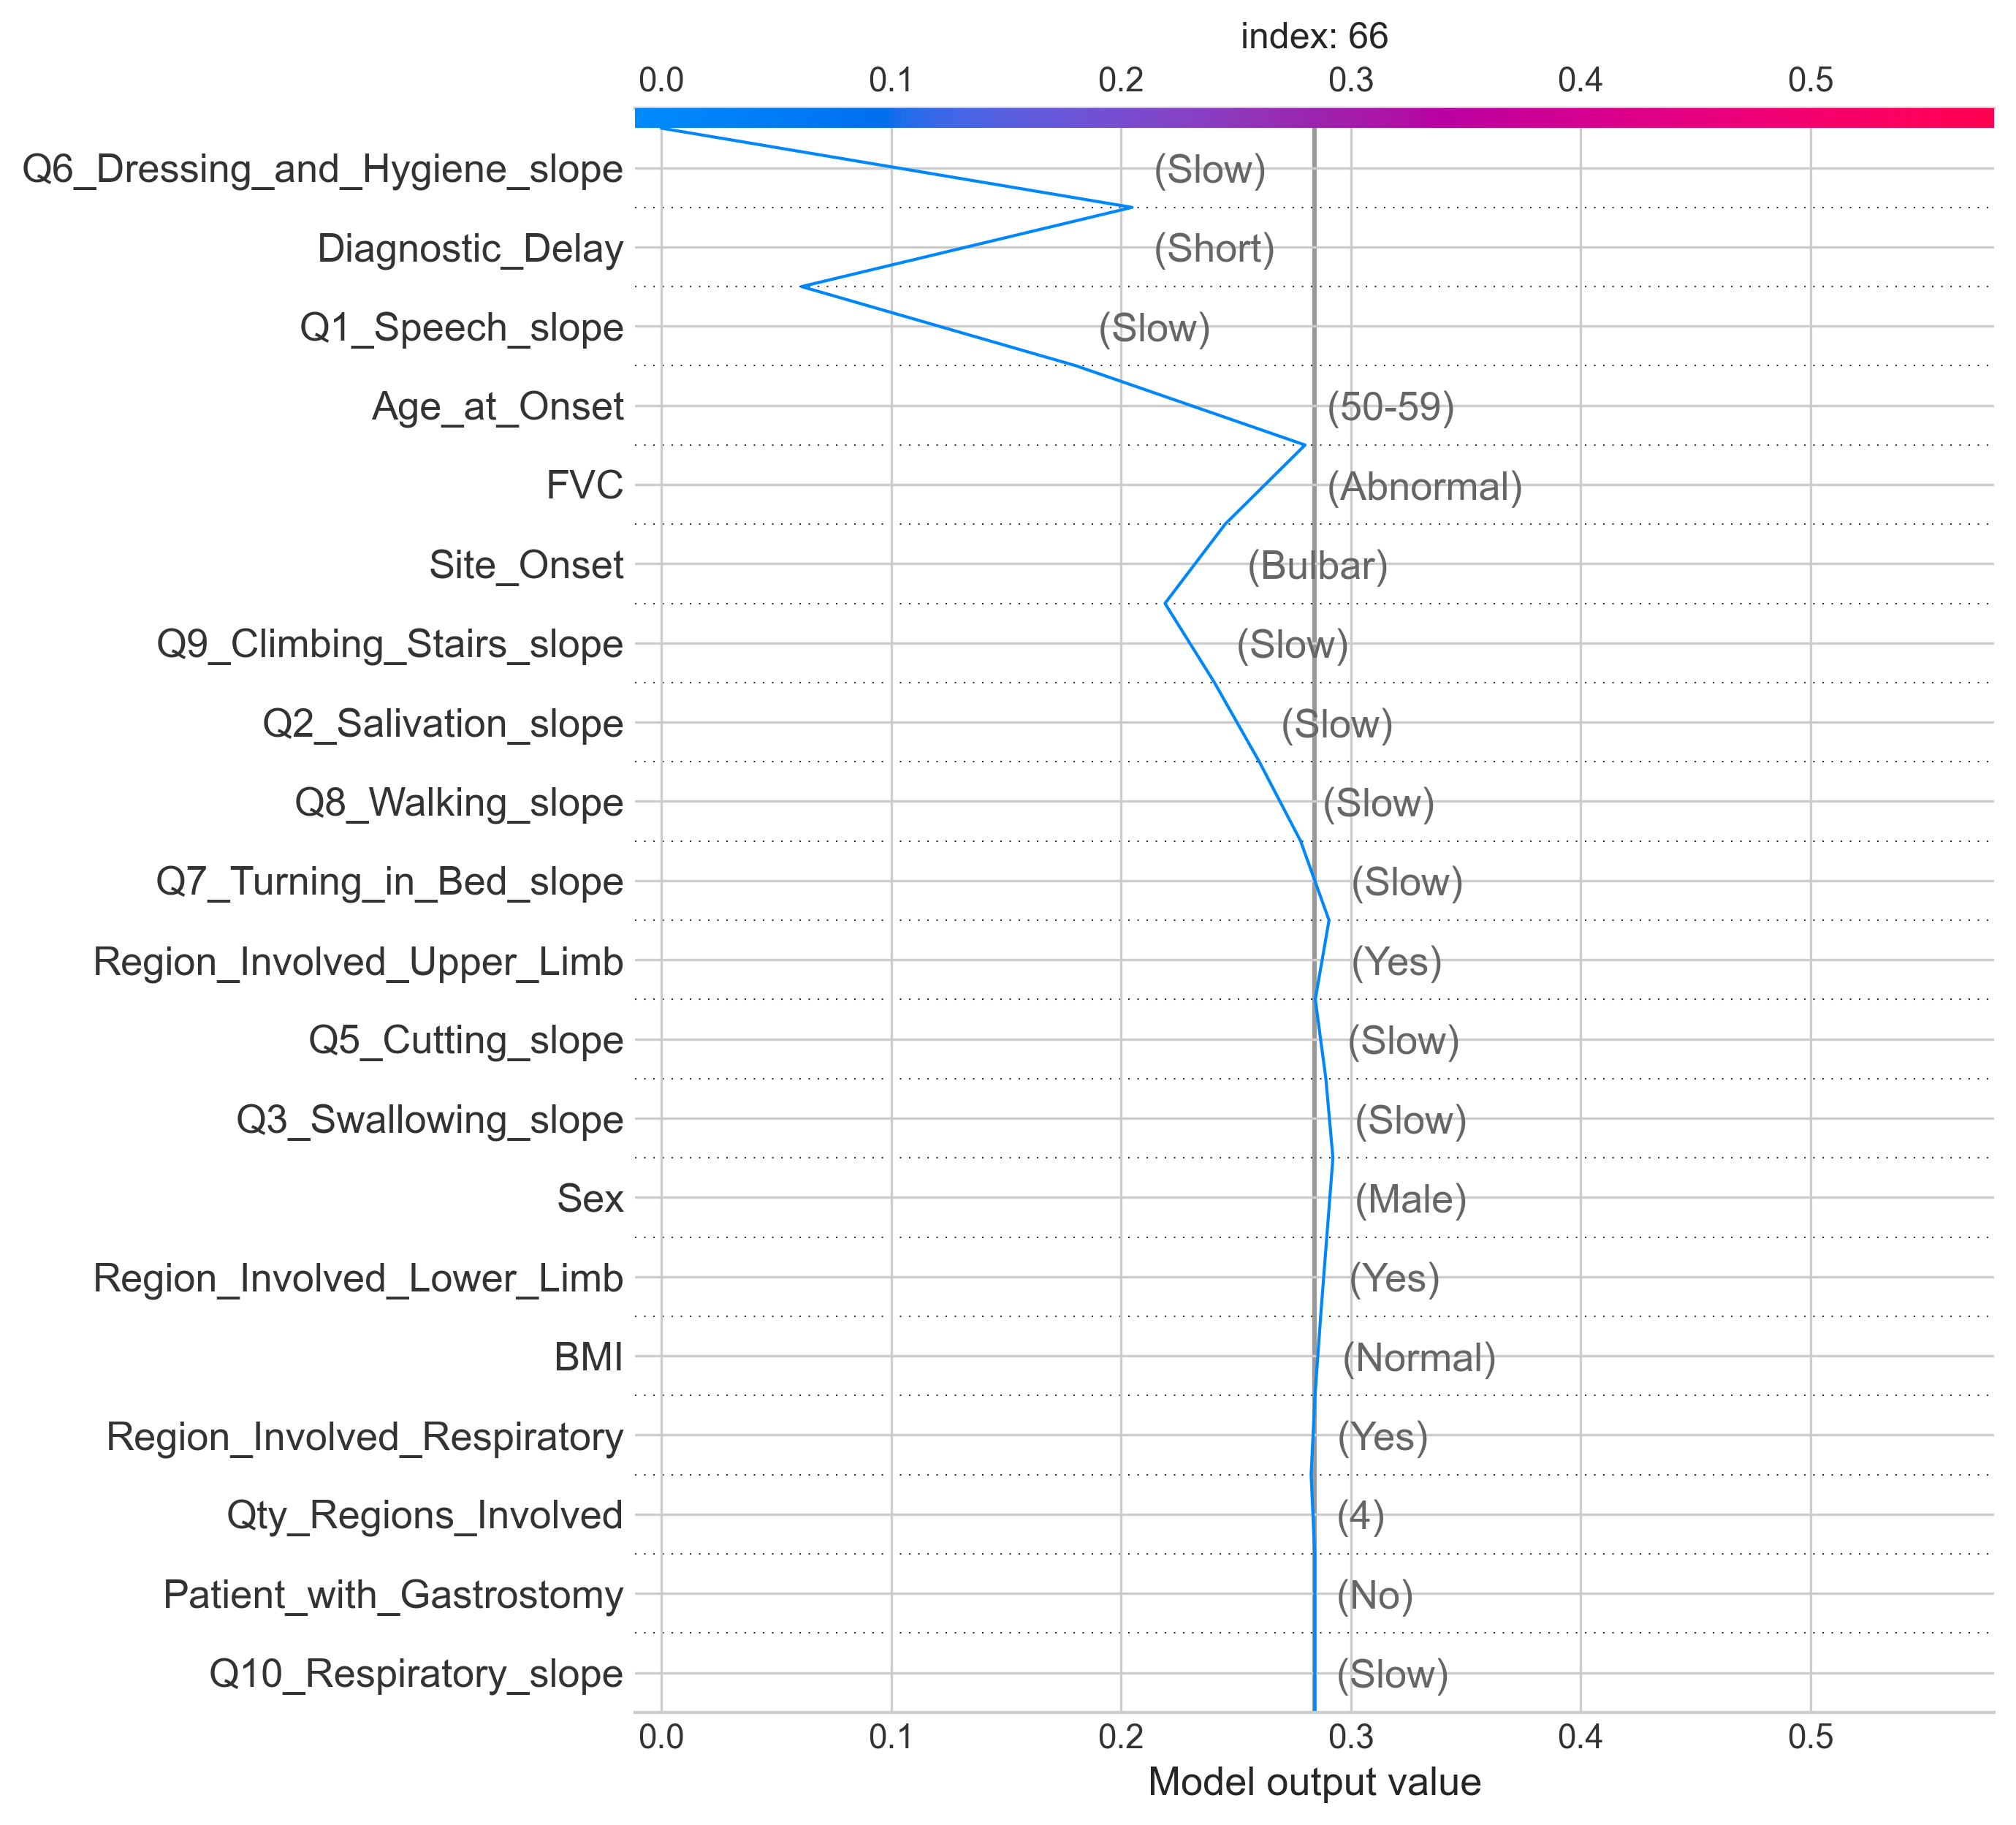 index: 66
0.0 0.1 0.2 0.3 0.4 0.5
Q6_Dressing_and_Hygiene_slope (Slow)
Diagnostic_Delay (Short)
Q1_Speech_slope (Slow)
Age_at_Onset (50-59)
FVC (Abnormal)
Site_Onset (Bulbar)
Q9_Climbing_Stairs_slope (Slow)
Q2_Salivation_slope (Slow)
Q8_Walking_slope (Slow)
Q7_Turning_in_Bed_slope (Slow)
Region_Involved_Upper_Limb (Yes)
Q5_Cutting_slope (Slow)
Q3_Swallowing_slope (Slow)
Sex (Male)
Region_Involved_Lower_Limb (Yes)
BMI (Normal)
Region_Involved_Respiratory (Yes)
Qty_Regions_Involved (4)
Patient_with_Gastrostomy (No)
Q10_Respiratory_slope (Slow)
0.0 0.1 0.2 0.3 0.4 0.5
Model output value